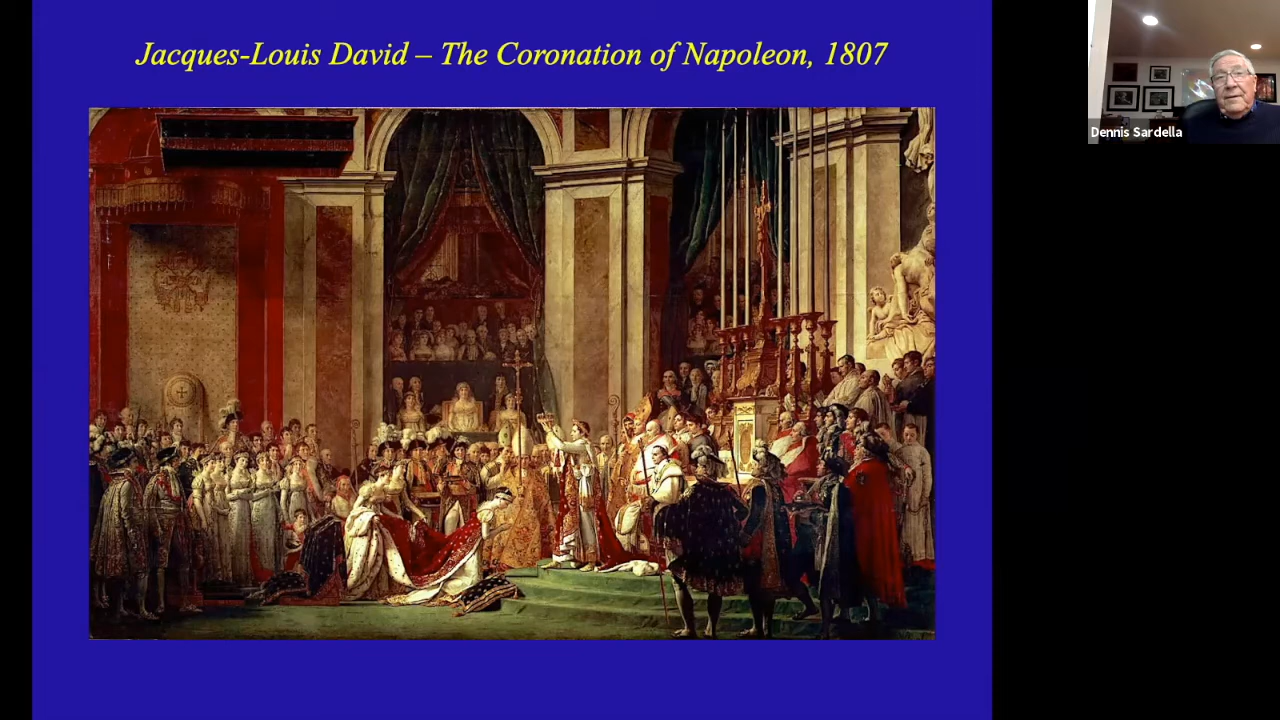 Jacques-Louis David – The Coronation of Napoleon, 1807
Dennis Sardella